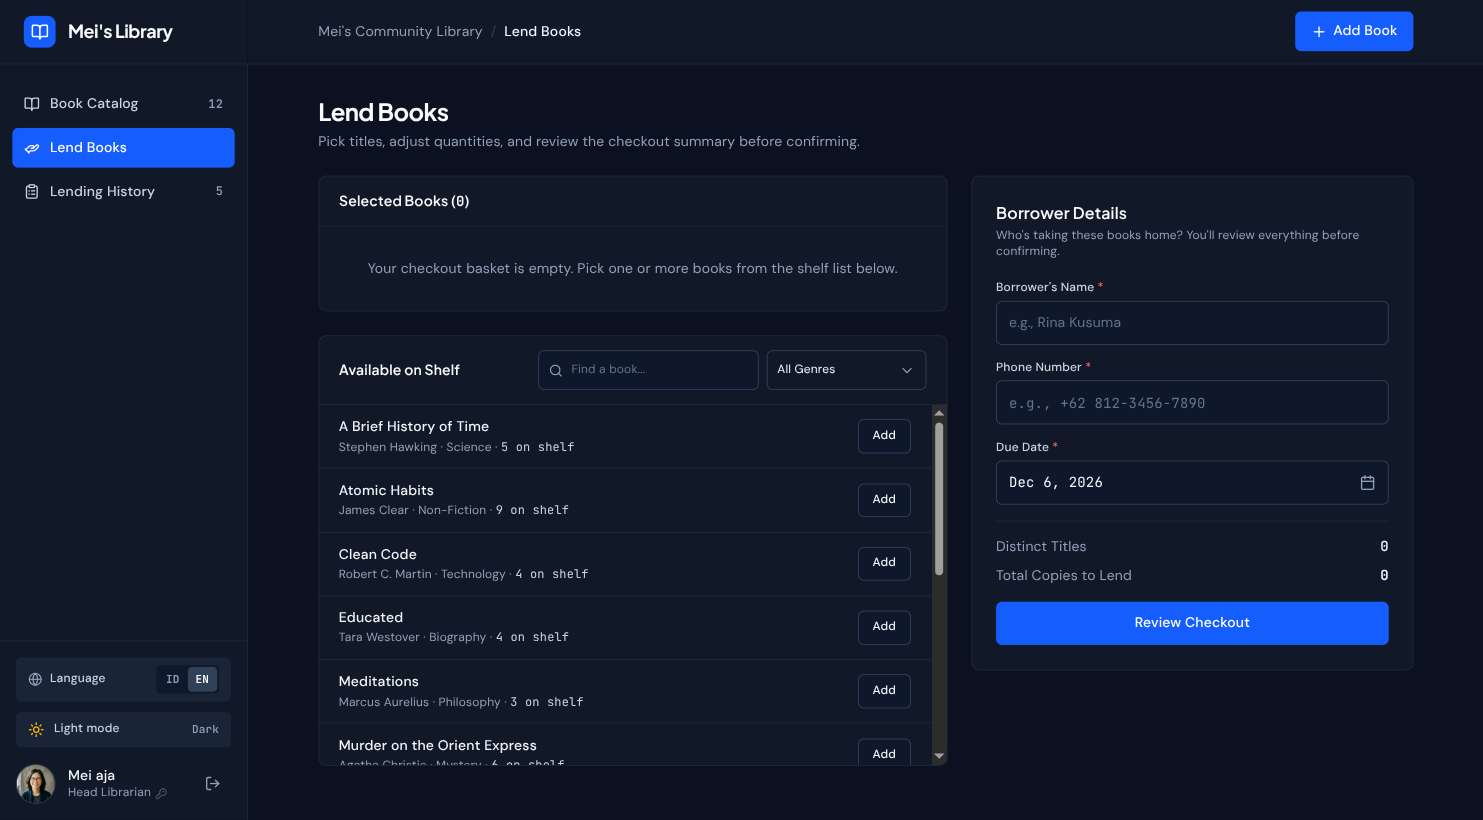 Mei's Library
Mei's Community Library / Lend Books
+ Add Book
Book Catalog 12
Lend Books
Lending History 5
Lend Books
Pick titles, adjust quantities, and review the checkout summary before confirming.
Selected Books (0)
Your checkout basket is empty. Pick one or more books from the shelf list below.
Available on Shelf
Find a book...
All Genres
A Brief History of Time
Stephen Hawking · Science · 5 on shelf
Add
Atomic Habits
James Clear · Non-Fiction · 9 on shelf
Add
Clean Code
Robert C. Martin · Technology · 4 on shelf
Add
Educated
Tara Westover · Biography · 4 on shelf
Add
Meditations
Marcus Aurelius · Philosophy · 3 on shelf
Add
Murder on the Orient Express
Agatha Christie · Mystery · 6 on shelf
Add
Borrower Details
Who's taking these books home? You'll review everything before
confirming.
Borrower's Name *
e.g., Rina Kusuma
Phone Number *
e.g., +62 812-3456-7890
Due Date *
Dec 6, 2026
Distinct Titles 0
Total Copies to Lend 0
Review Checkout
Language ID EN
Light mode Dark
Mei aja
Head Librarian